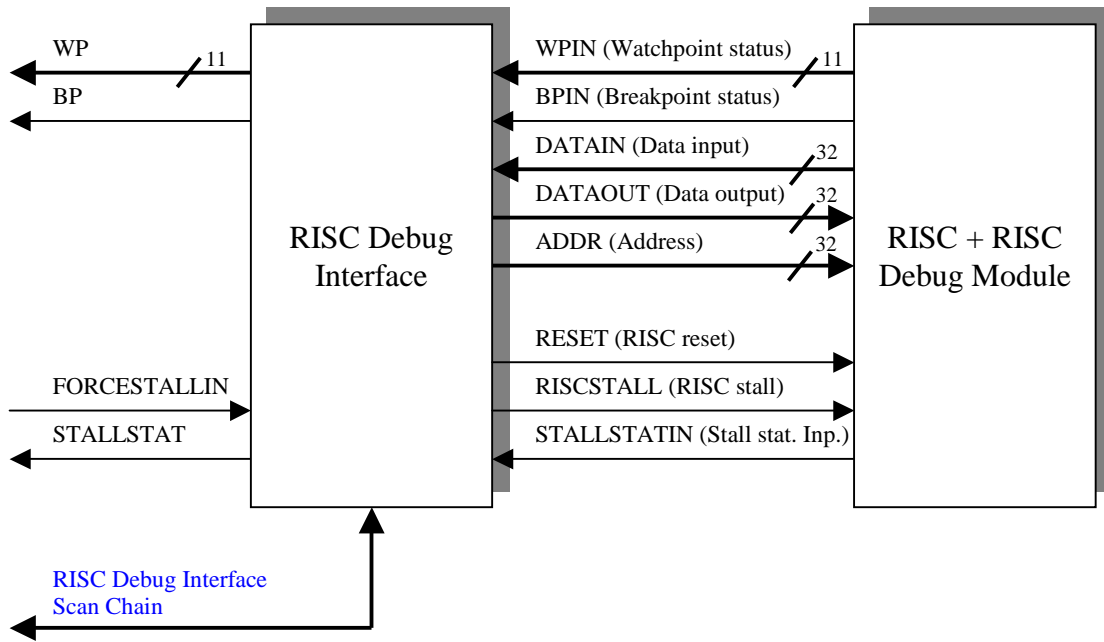 WP
11
BP
FORCESTALLIN
STALLSTAT
RISC Debug
Interface
WPIN (Watchpoint status)
11
BPIN (Breakpoint status)
DATAIN (Data input)
32
DATAOUT (Data output)
32
ADDR (Address)
32
RESET (RISC reset)
RISCSTALL (RISC stall)
STALLSTATIN (Stall stat. Inp.)
RISC + RISC
Debug Module
RISC Debug Interface
Scan Chain